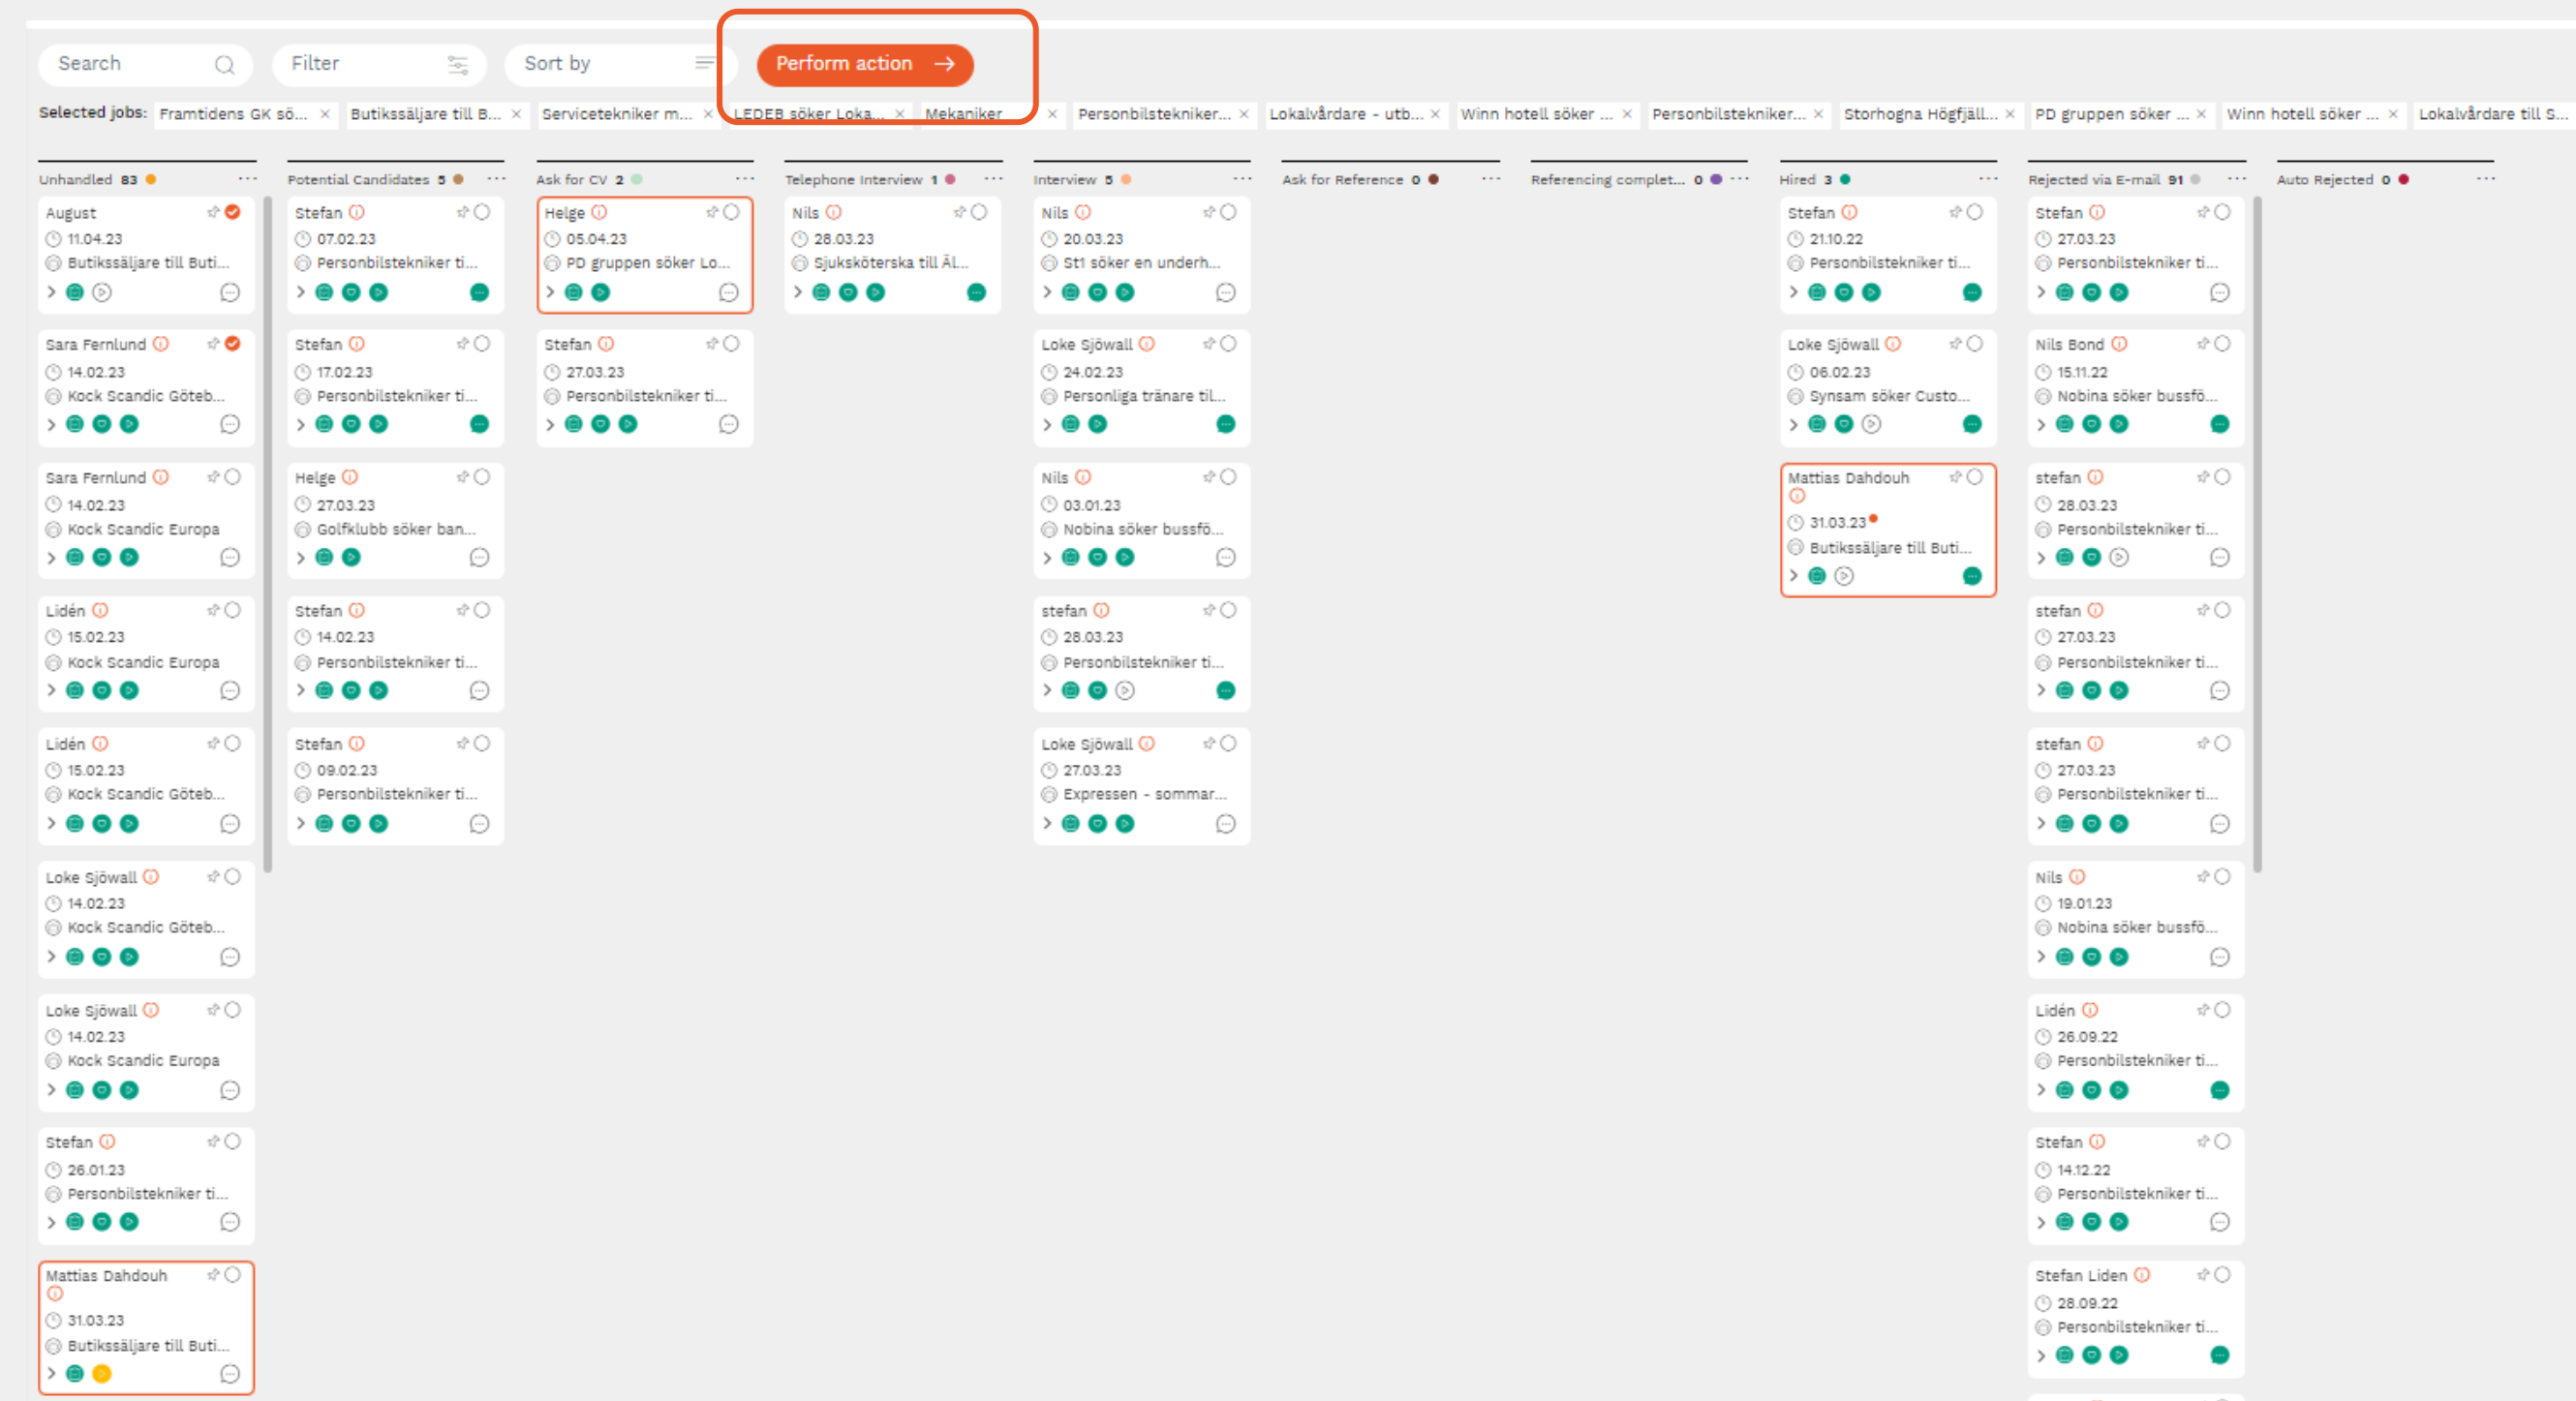 Search
Filter
Sort by
Perform action →
Selected jobs: Framtidens GK sö... × Butikssäljare till B... × Servicetekniker m... × LEDEB söker Loka... × Mekaniker × Personbilstekniker... × Lokalvårdare - utb... × Winn hotell söker ... × Personbilstekniker... × Storhogna Högfjäll... × PD gruppen söker ... × Winn hotell söker ... × Lokalvårdare till S...
Unhandled 83
August
11.04.23
Butikssäljare till Buti...
Sara Fernlund
14.02.23
Kock Scandic Göteb...
Sara Fernlund
14.02.23
Kock Scandic Europa
Lidén
15.02.23
Kock Scandic Europa
Lidén
15.02.23
Kock Scandic Göteb...
Loke Sjöwall
14.02.23
Kock Scandic Göteb...
Loke Sjöwall
14.02.23
Kock Scandic Europa
Stefan
26.01.23
Personbilstekniker ti...
Mattias Dahdouh
31.03.23
Butikssäljare till Buti...
Potential Candidates 5
Stefan
07.02.23
Personbilstekniker ti...
Stefan
17.02.23
Personbilstekniker ti...
Helge
27.03.23
Golfklubb söker ban...
Stefan
14.02.23
Personbilstekniker ti...
Stefan
09.02.23
Personbilstekniker ti...
Ask for CV 2
Helge
05.04.23
PD gruppen söker Lo...
Stefan
27.03.23
Personbilstekniker ti...
Telephone Interview 1
Nils
28.03.23
Sjuksköterska till Äl...
Interview 5
Nils
20.03.23
St1 söker en underh...
Loke Sjöwall
24.02.23
Personliga tränare til...
Nils
03.01.23
Nobina söker bussfö...
stefan
28.03.23
Personbilstekniker ti...
Loke Sjöwall
27.03.23
Expressen - sommar...
Ask for Reference 0
Referencing complet... 0
Hired 3
Stefan
21.10.22
Personbilstekniker ti...
Loke Sjöwall
06.02.23
Synsam söker Custo...
Mattias Dahdouh
31.03.23
Butikssäljare till Buti...
Rejected via E-mail 91
Stefan
27.03.23
Personbilstekniker ti...
Nils Bond
15.11.22
Nobina söker bussfö...
stefan
28.03.23
Personbilstekniker ti...
stefan
27.03.23
Personbilstekniker ti...
stefan
27.03.23
Personbilstekniker ti...
Nils
19.01.23
Nobina söker bussfö...
Lidén
26.09.22
Personbilstekniker ti...
Stefan
14.12.22
Personbilstekniker ti...
Stefan Liden
28.09.22
Personbilstekniker ti...
Auto Rejected 0